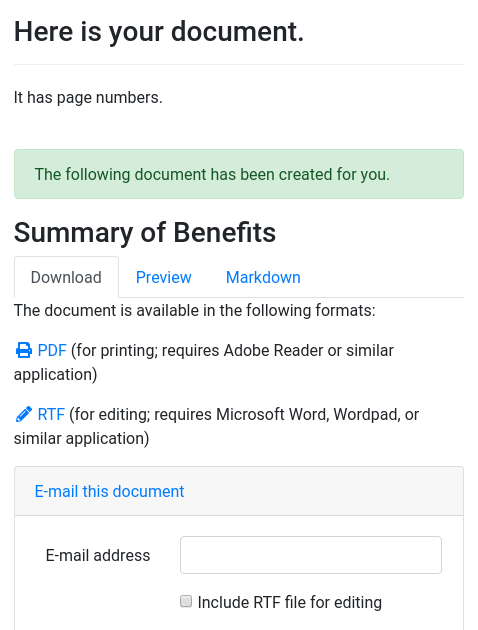 Here is your document.
It has page numbers.
The following document has been created for you.
Summary of Benefits
Download Preview Markdown
The document is available in the following formats:
PDF (for printing; requires Adobe Reader or similar
application)
RTF (for editing; requires Microsoft Word, Wordpad, or
similar application)
E-mail this document
E-mail address
Include RTF file for editing